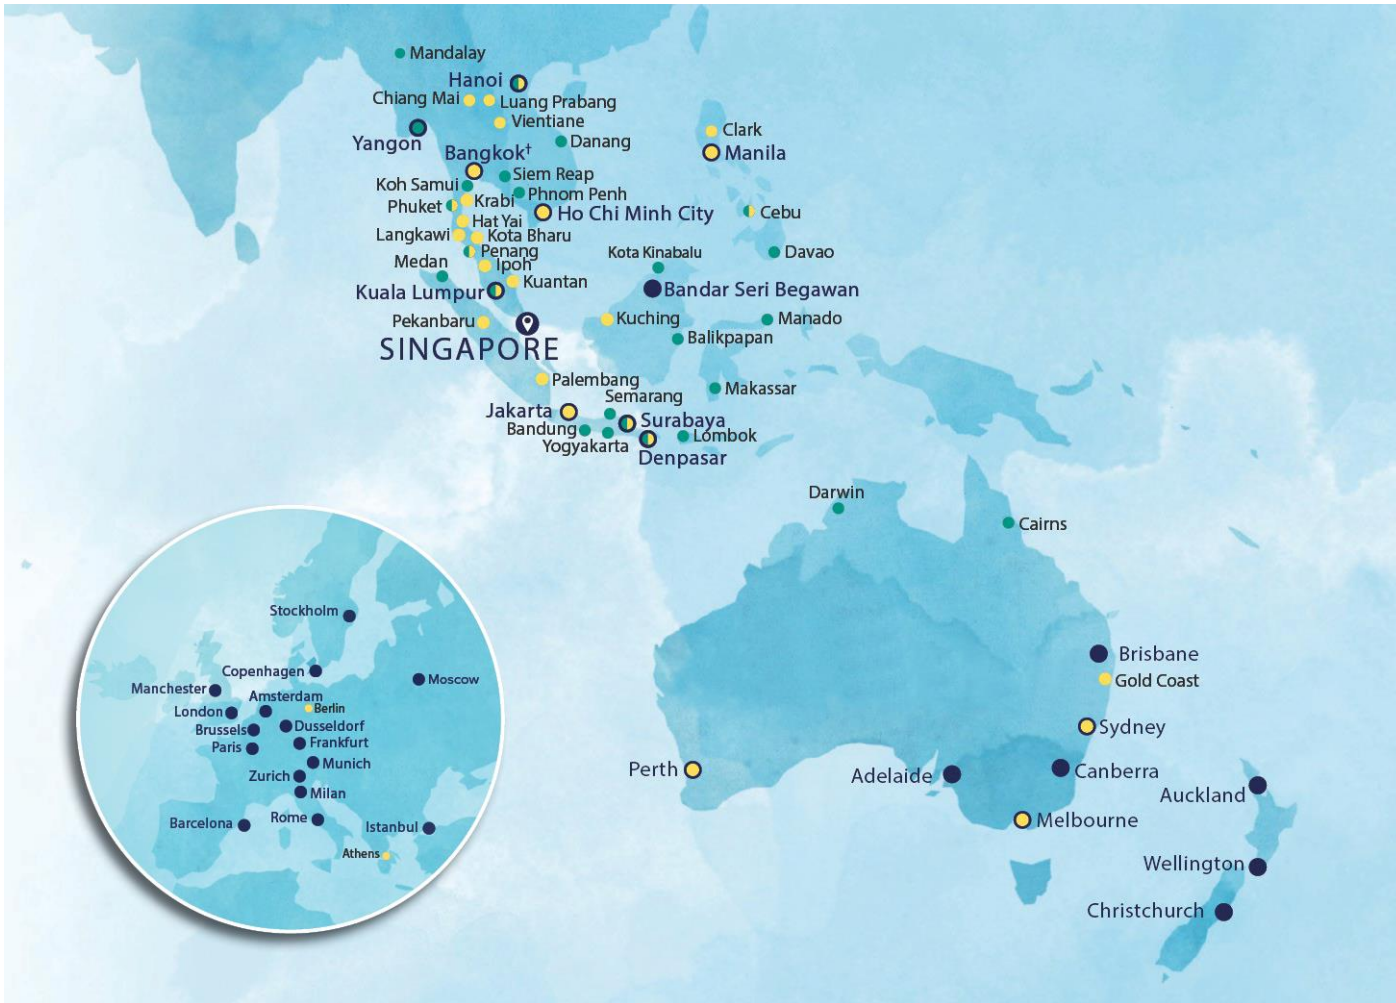 Mandalay
Hanoi
Chiang Mai
Luang Prabang
Vientiane
Yangon
Danang
Bangkok†
Clark
Manila
Siem Reap
Koh Samui
Phnom Penh
Krabi
Phuket
Ho Chi Minh City
Cebu
Hat Yai
Langkawi
Kota Bharu
Penang
Kota Kinabalu
Davao
Medan
Ipoh
Kuantan
Kuala Lumpur
Bandar Seri Begawan
Pekanbaru
Kuching
Manado
SINGAPORE
Balikpapan
Palembang
Makassar
Semarang
Jakarta
Surabaya
Bandung
Lombok
Yogyakarta
Denpasar
Darwin
Cairns
Stockholm
Copenhagen
Moscow
Manchester
Amsterdam
Berlin
London
Dusseldorf
Brussels
Frankfurt
Paris
Munich
Zurich
Milan
Rome
Barcelona
Istanbul
Athens
Brisbane
Gold Coast
Sydney
Perth
Adelaide
Canberra
Auckland
Melbourne
Wellington
Christchurch